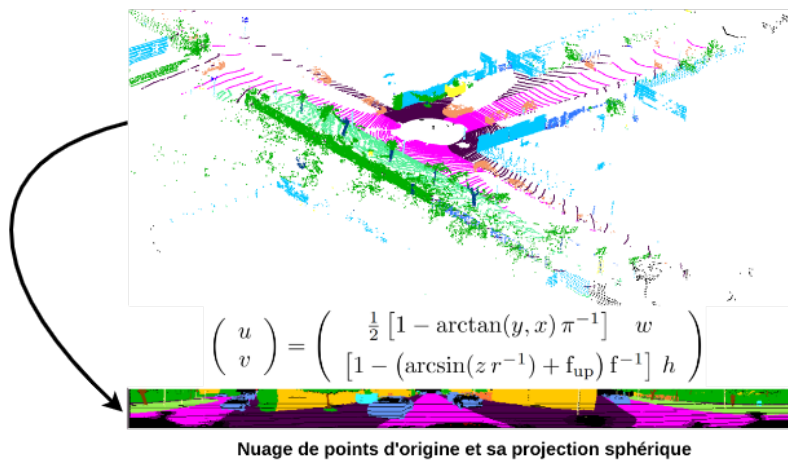 ( u ) = ( ½ [1 − arctan(y, x) π⁻¹] w )
( v ) ( [1 − (arcsin(z r⁻¹) + f_up) f⁻¹] h )
Nuage de points d'origine et sa projection sphérique